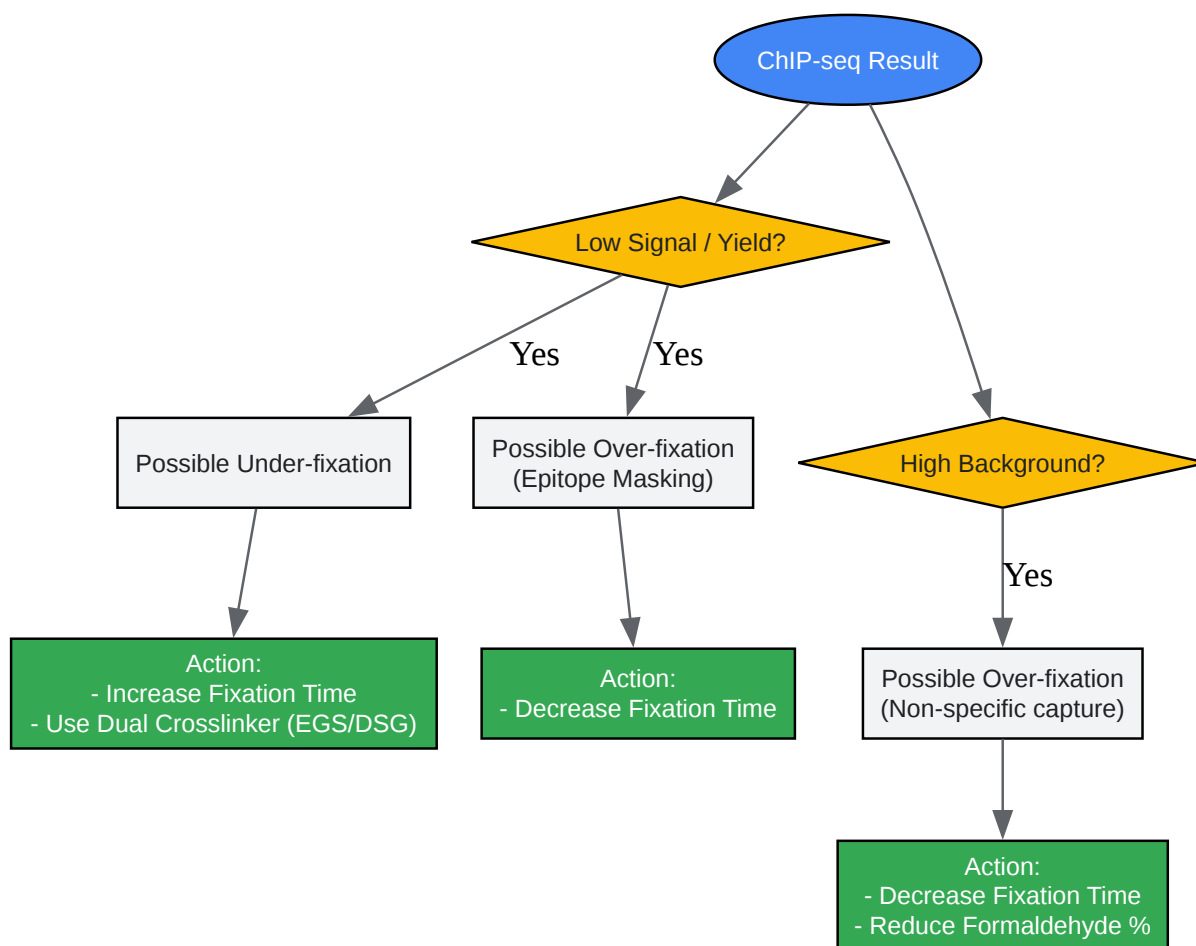 ChIP-seq Result
Low Signal / Yield?
Yes
Yes
Possible Under-fixation
Possible Over-fixation
(Epitope Masking)
High Background?
Yes
Action:
- Increase Fixation Time
- Use Dual Crosslinker (EGS/DSG)
Action:
- Decrease Fixation Time
Possible Over-fixation
(Non-specific capture)
Action:
- Decrease Fixation Time
- Reduce Formaldehyde %